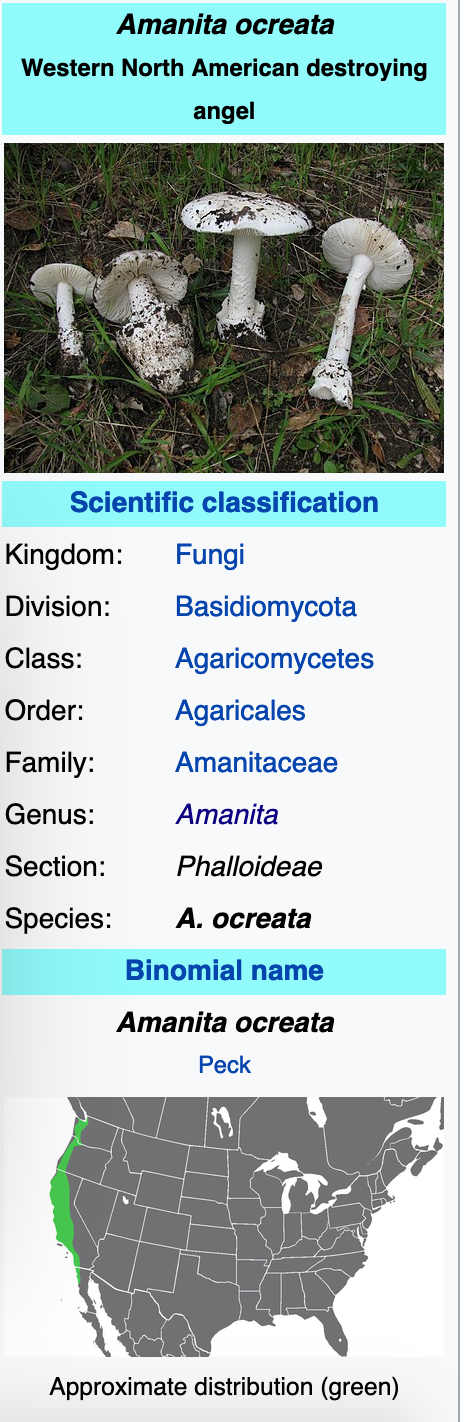 Amanita ocreata
Western North American destroying
angel
Scientific classification
Kingdom: Fungi
Division: Basidiomycota
Class: Agaricomycetes
Order: Agaricales
Family: Amanitaceae
Genus: Amanita
Section: Phalloideae
Species: A. ocreata
Binomial name
Amanita ocreata
Peck
Approximate distribution (green)